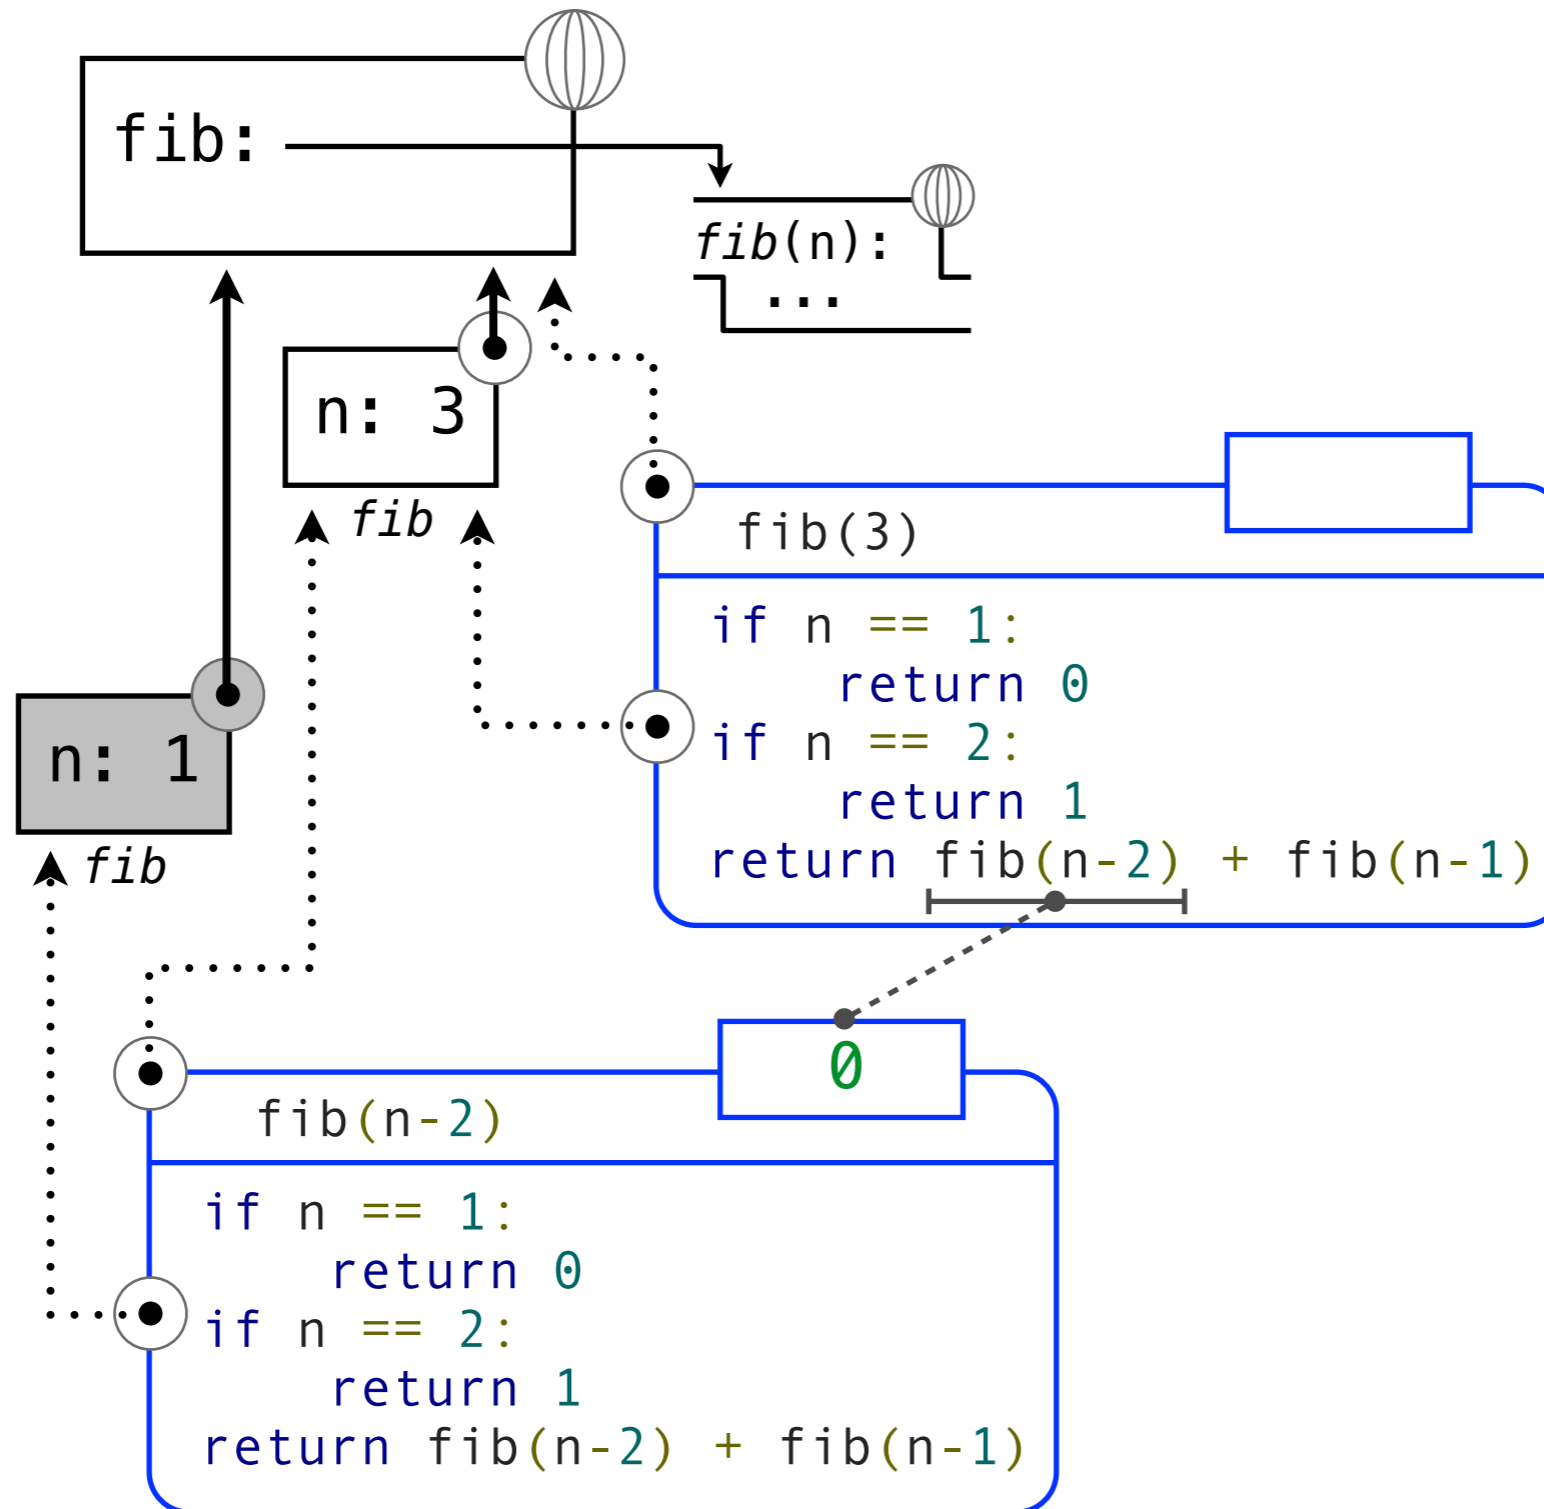 fib:
fib(n):
...
n: 3
fib
fib(3)
if n == 1:
    return 0
if n == 2:
    return 1
return fib(n-2) + fib(n-1)
n: 1
fib
0
fib(n-2)
if n == 1:
    return 0
if n == 2:
    return 1
return fib(n-2) + fib(n-1)